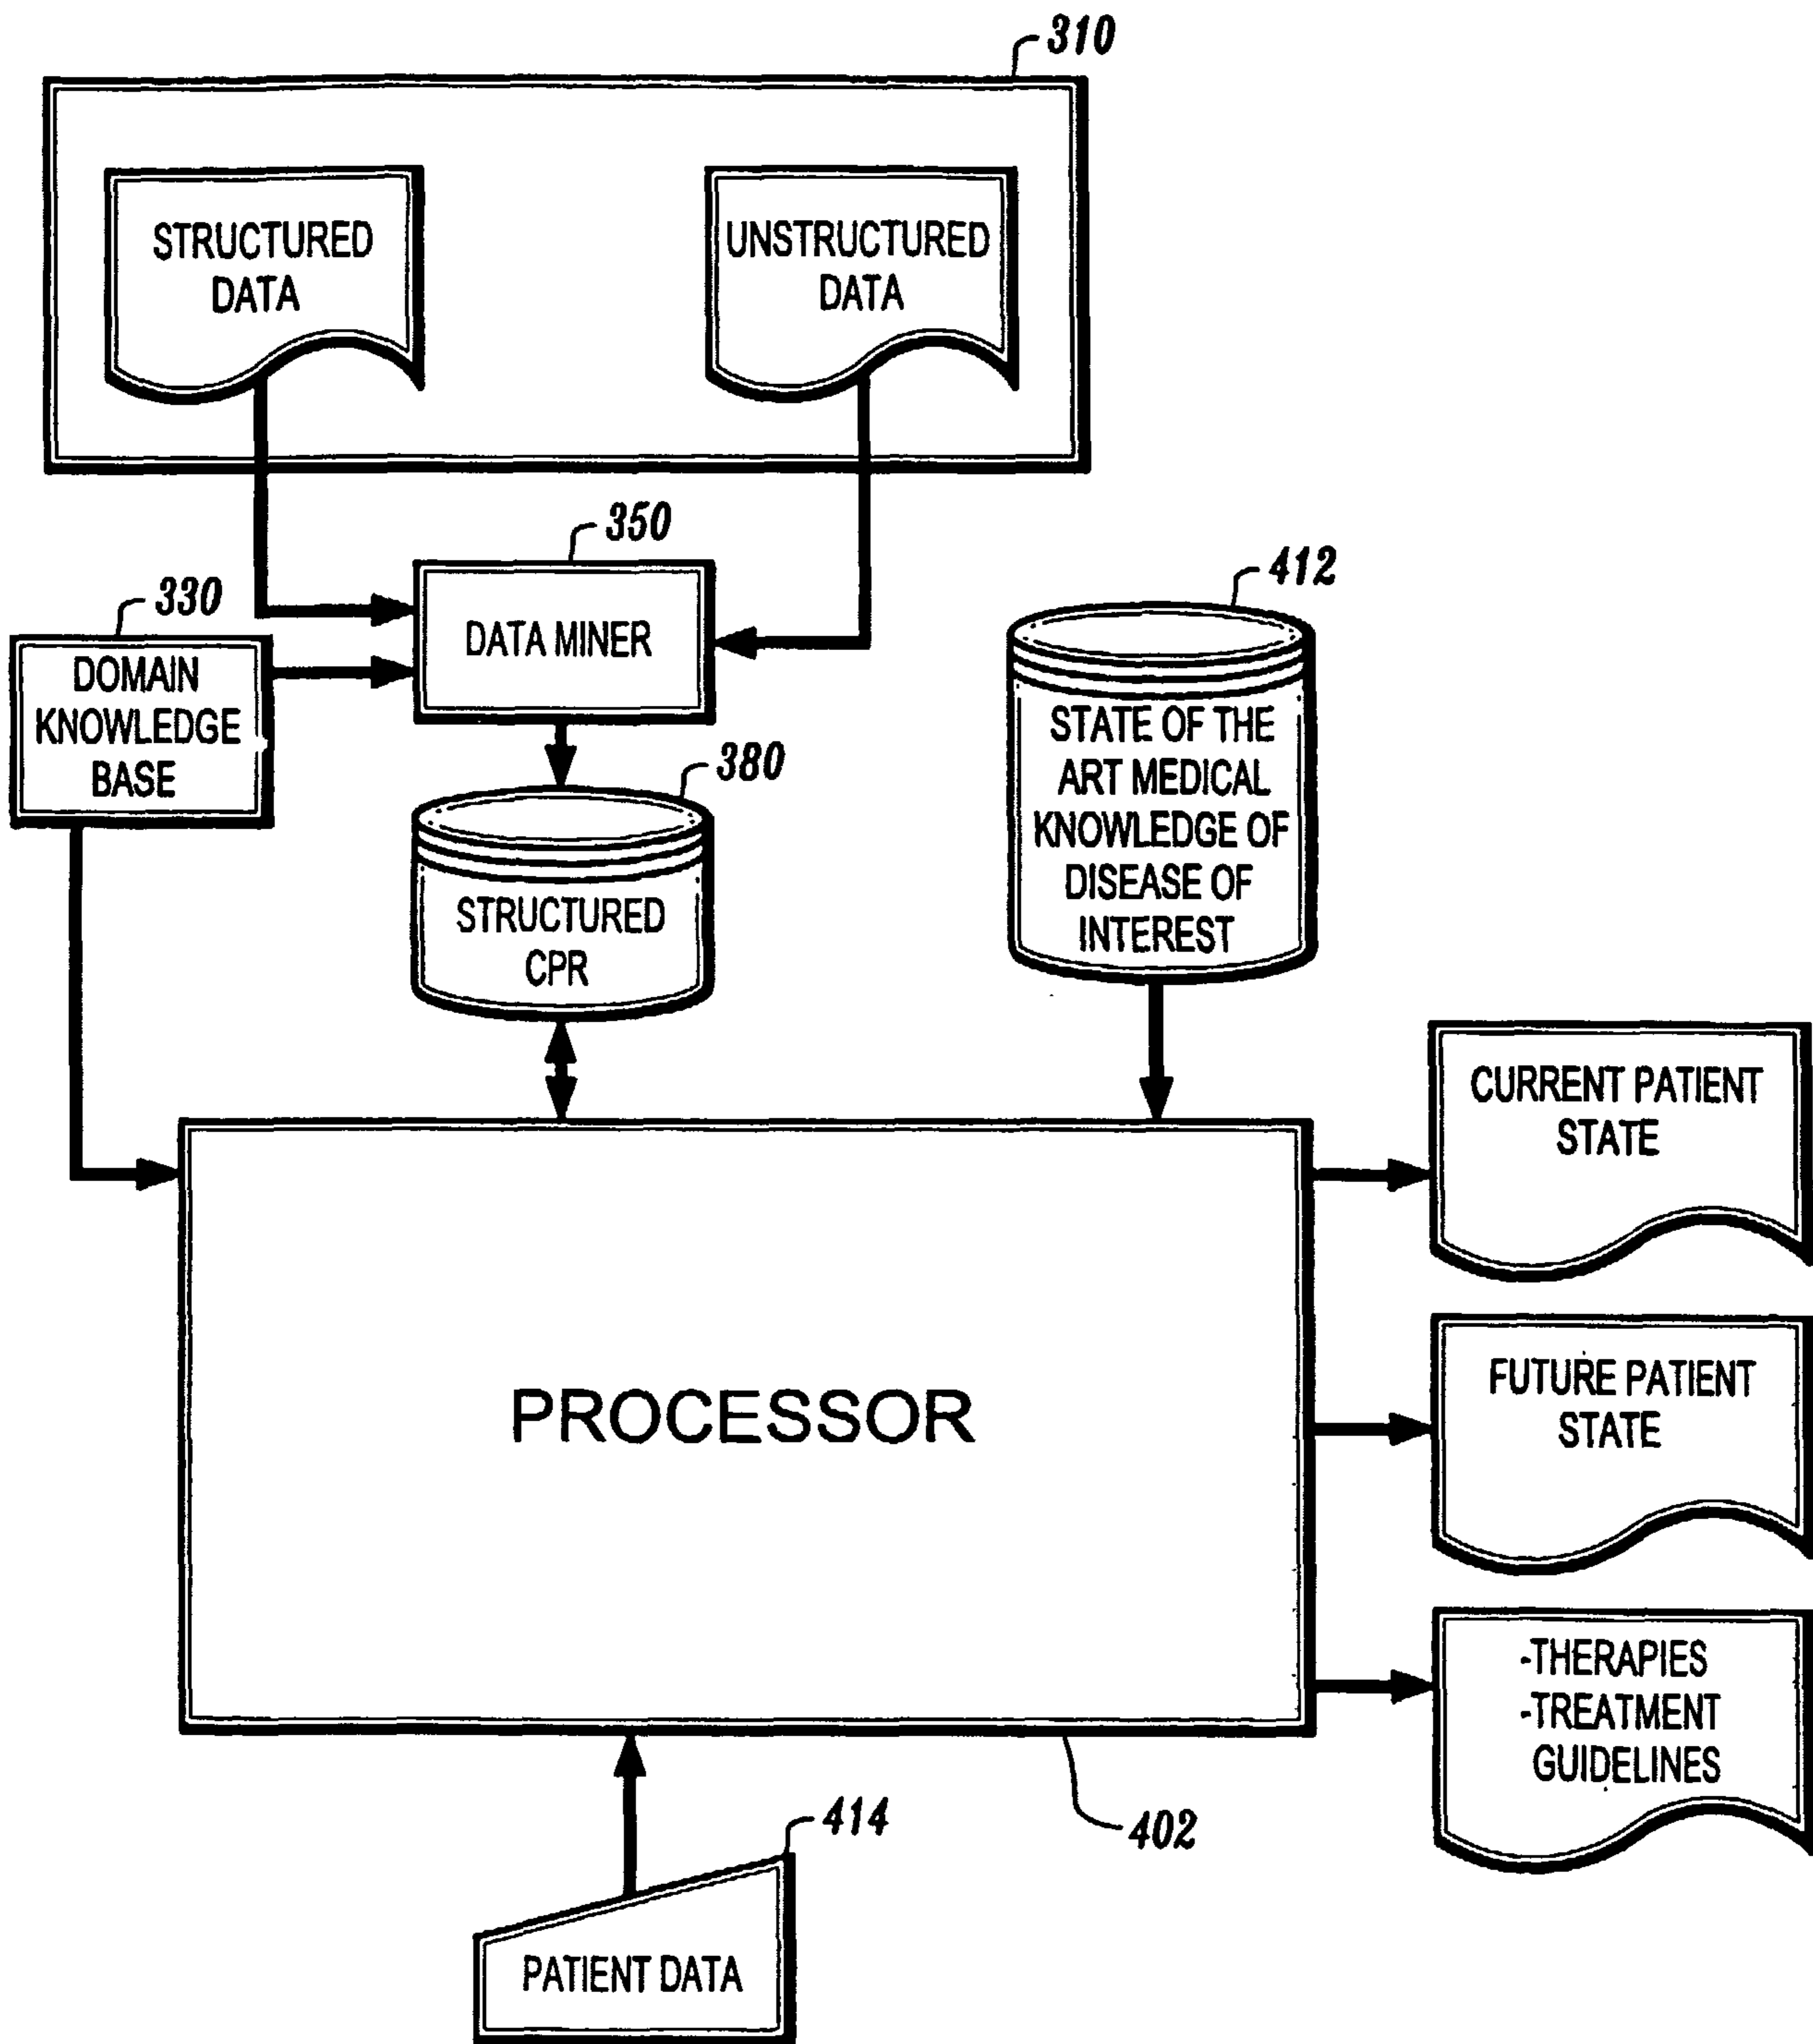 310
STRUCTURED
DATA
UNSTRUCTURED
DATA
350
DATA MINER
330
DOMAIN
KNOWLEDGE
BASE
412
STATE OF THE
ART MEDICAL
KNOWLEDGE OF
DISEASE OF
INTEREST
380
STRUCTURED
CPR
CURRENT PATIENT
STATE
PROCESSOR
FUTURE PATIENT
STATE
-THERAPIES
-TREATMENT
GUIDELINES
402
414
PATIENT DATA